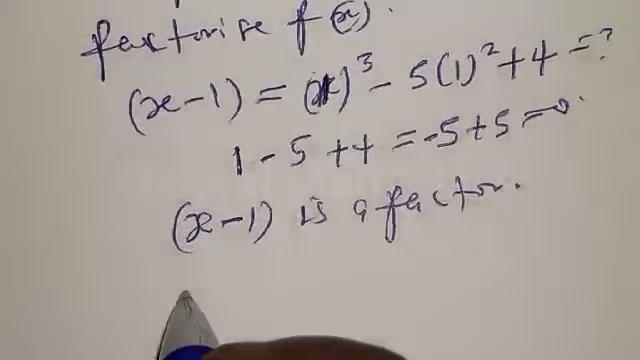 factorise f(x).
(x-1) = (1)³ - 5(1)² + 4 = ?
1 - 5 + 4 = -5 + 5 = 0.
(x-1) is a factor.